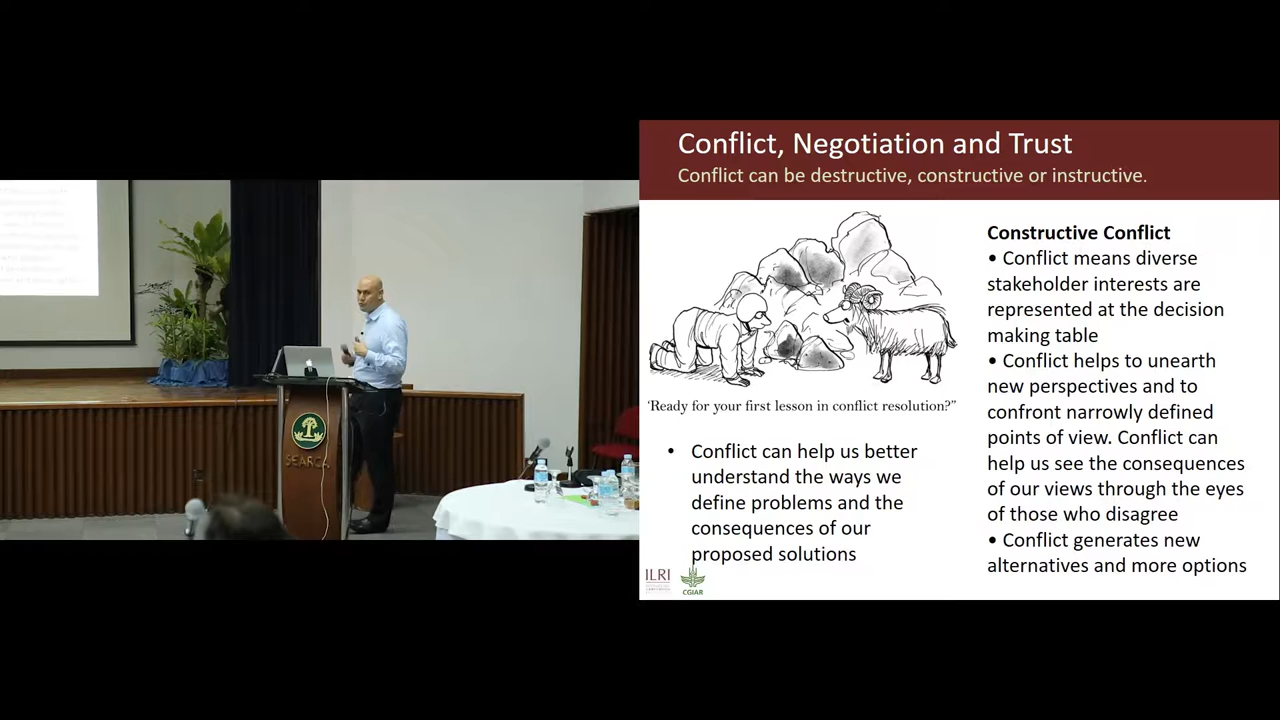 Conflict, Negotiation and Trust
Conflict can be destructive, constructive or instructive.
'Ready for your first lesson in conflict resolution?"
• Conflict can help us better
understand the ways we
define problems and the
consequences of our
proposed solutions
Constructive Conflict
• Conflict means diverse
stakeholder interests are
represented at the decision
making table
• Conflict helps to unearth
new perspectives and to
confront narrowly defined
points of view. Conflict can
help us see the consequences
of our views through the eyes
of those who disagree
• Conflict generates new
alternatives and more options
ILRI
CGIAR
SEARCA